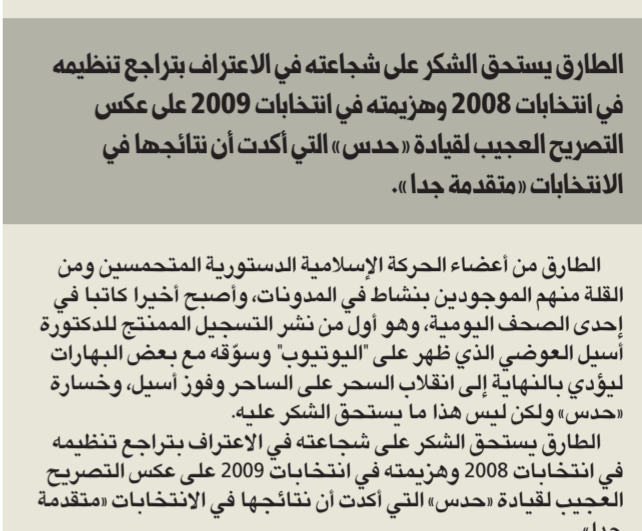 الطارق يستحق الشكر على شجاعته في الاعتراف بتراجع تنظيمه
في انتخابات 2008 وهزيمته في انتخابات 2009 على عكس
التصريح العجيب لقيادة «حدس» التي أكدت أن نتائجها في
الانتخابات «متقدمة جدا».
الطارق من أعضاء الحركة الإسلامية الدستورية المتحمسين ومن
القلة منهم الموجودين بنشاط في المدونات، وأصبح أخيرا كاتبا في
إحدى الصحف اليومية، وهو أول من نشر التسجيل الممنتج للدكتورة
أسيل العوضي الذي ظهر على "اليوتيوب" وسوّقه مع بعض البهارات
ليؤدي بالنهاية إلى انقلاب السحر على الساحر وفوز أسيل، وخسارة
«حدس» ولكن ليس هذا ما يستحق الشكر عليه.
الطارق يستحق الشكر على شجاعته في الاعتراف بتراجع تنظيمه
في انتخابات 2008 وهزيمته في انتخابات 2009 على عكس التصريح
العجيب لقيادة «حدس» التي أكدت أن نتائجها في الانتخابات «متقدمة
جدا»